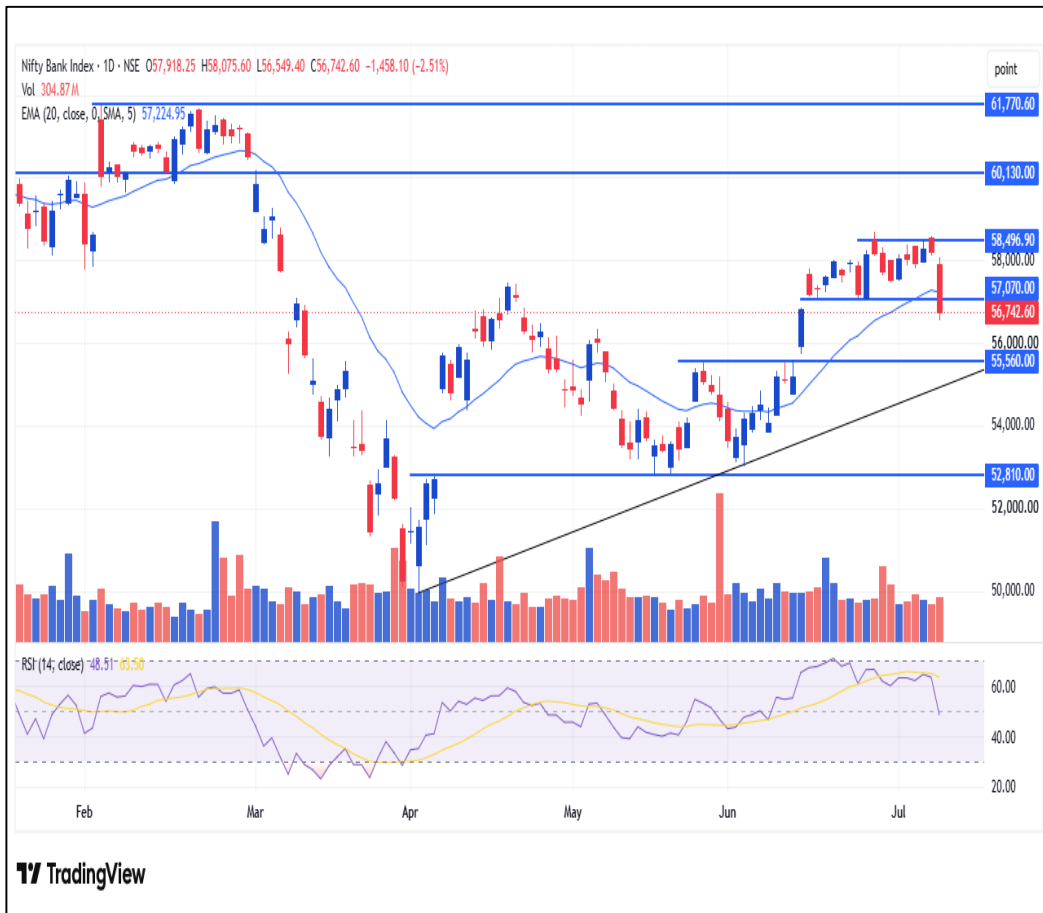 Nifty Bank Index · 1D · NSE O57,918.25 H58,075.60 L56,549.40 C56,742.60 −1,458.10 (−2.51%)
Vol 304.87M
EMA (20, close, 0, SMA, 5) 57,224.95
point
61,770.60
60,130.00
58,496.90
58,000.00
57,070.00
56,742.60
56,000.00
55,560.00
54,000.00
52,810.00
52,000.00
50,000.00
RSI (14, close) 48.51 63.50
60.00
40.00
20.00
Feb Mar Apr May Jun Jul
TradingView